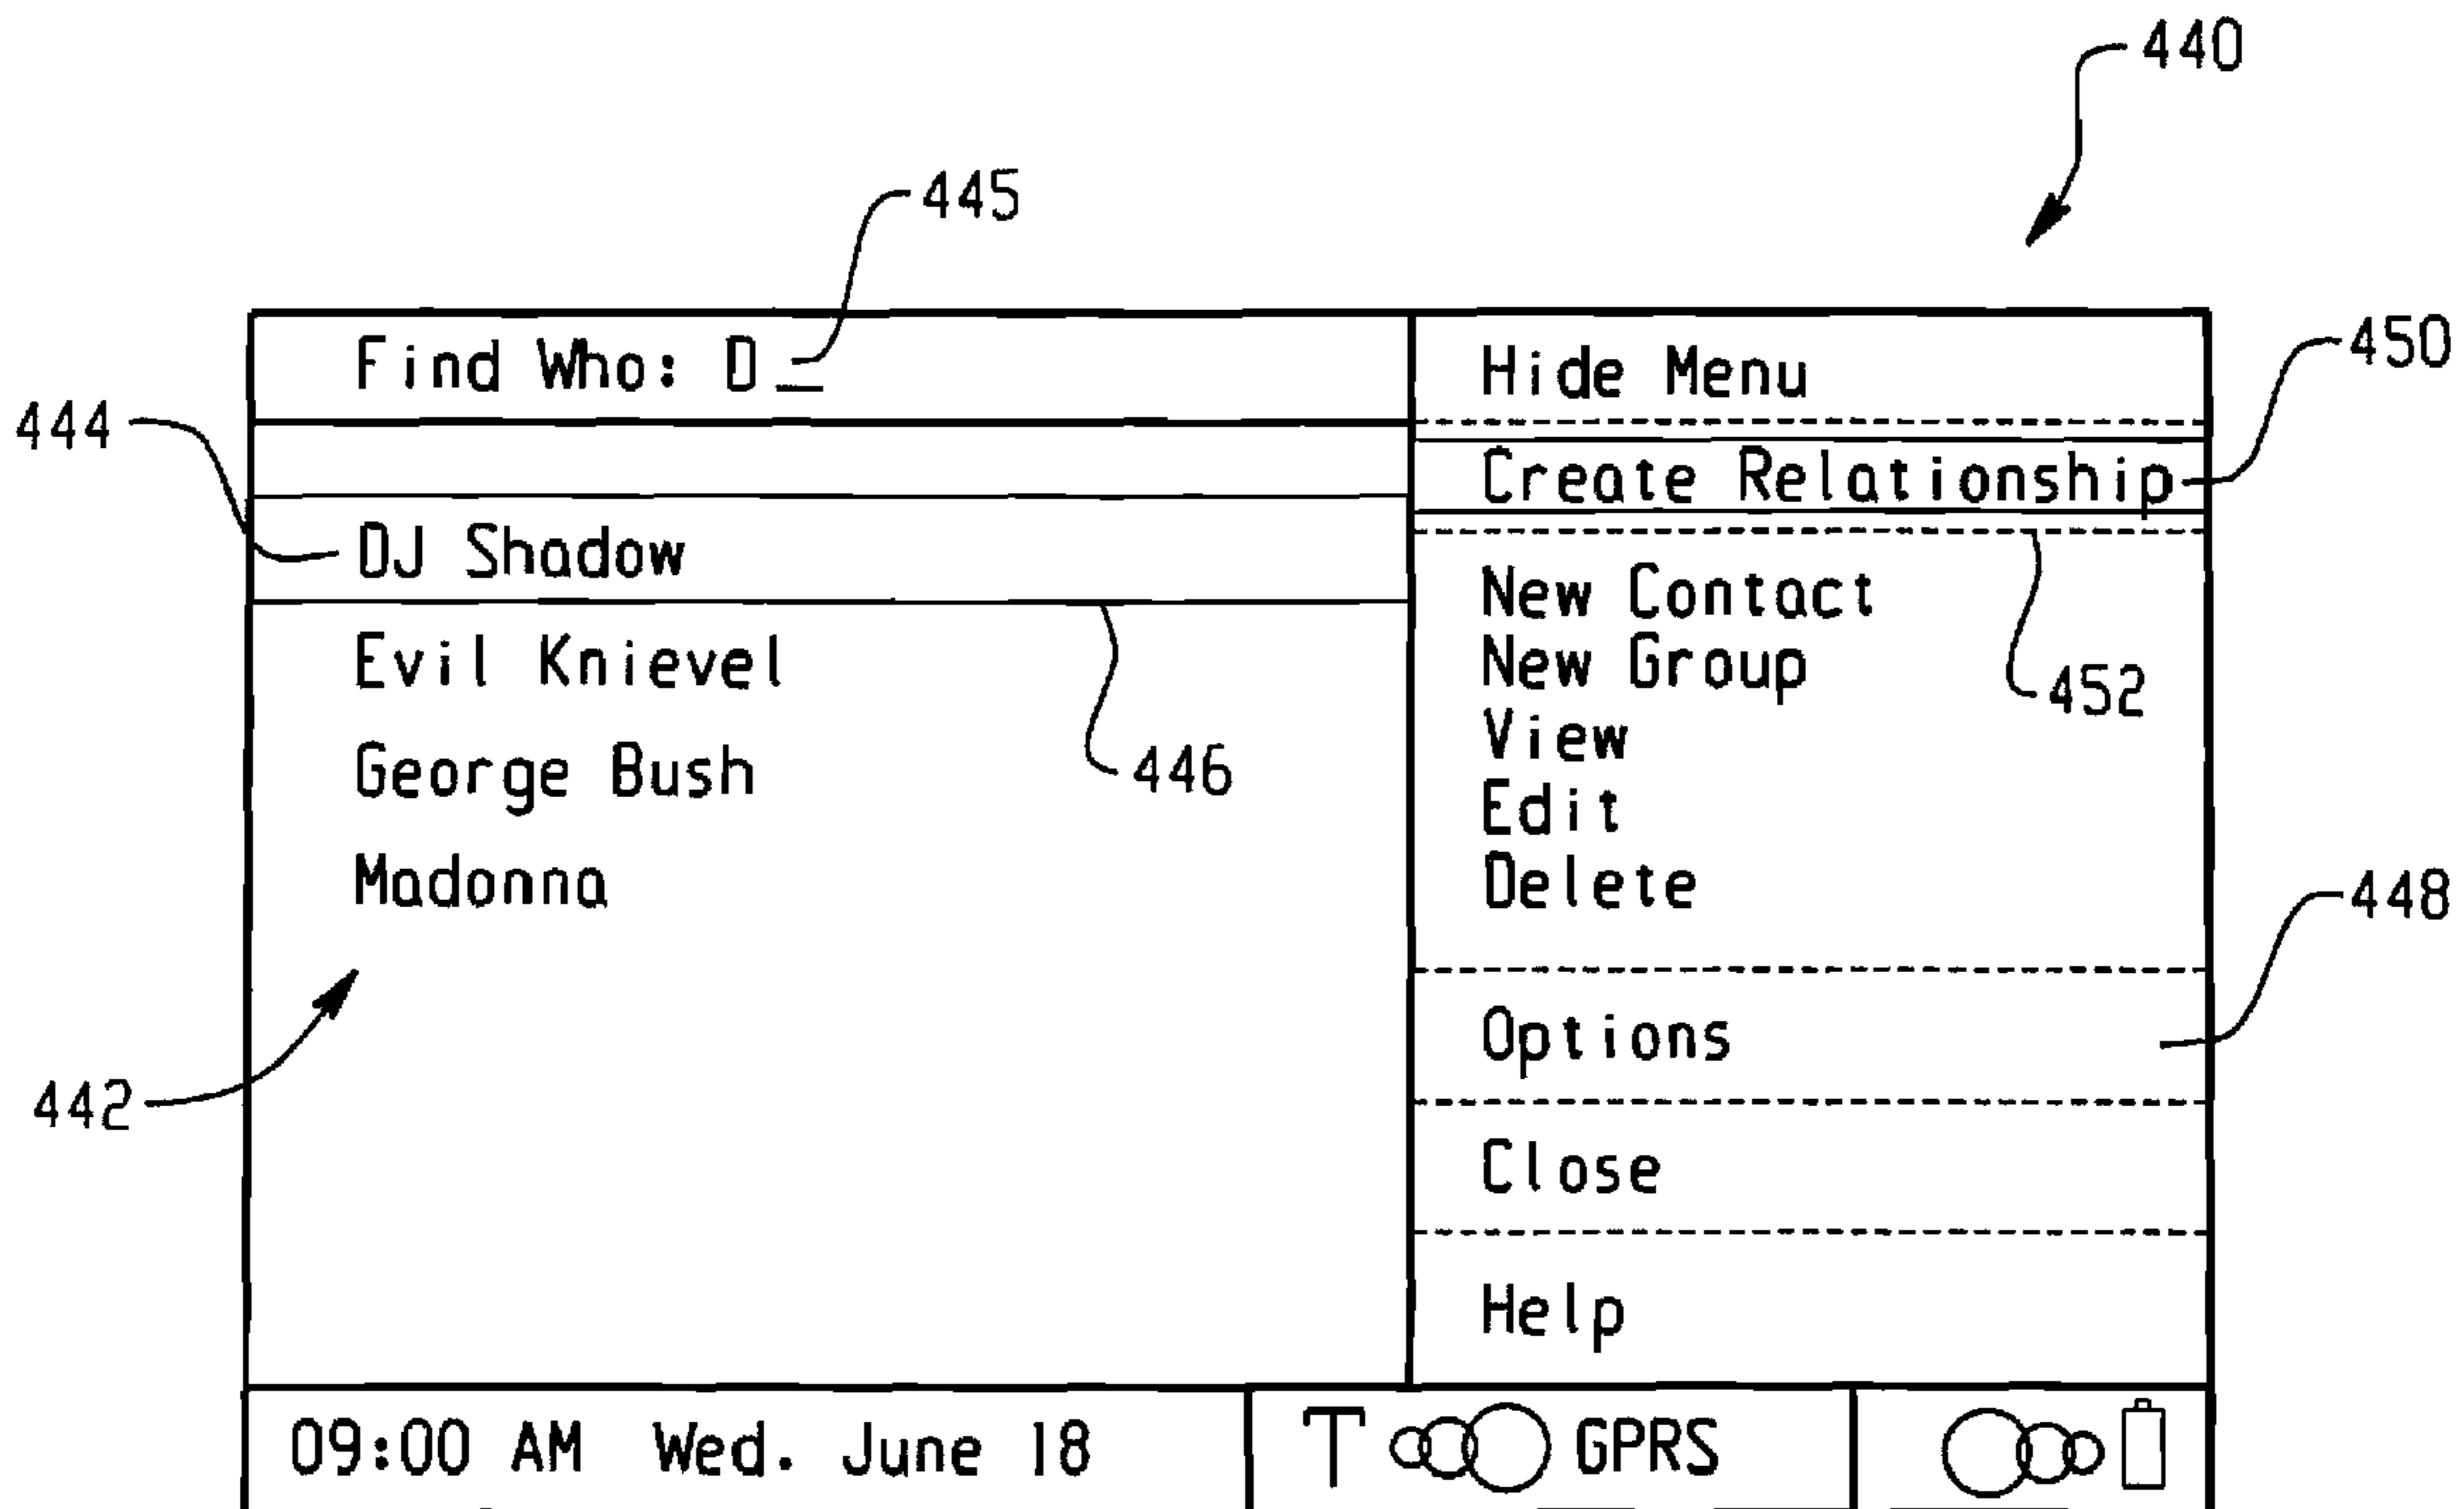 440
445
Find Who: D_
Hide Menu
450
444
Create Relationship
DJ Shadow
New Contact
Evil Knievel
New Group
452
View
George Bush
446
Edit
Madonna
Delete
448
Options
442
Close
Help
09:00 AM Wed. June 18
GPRS